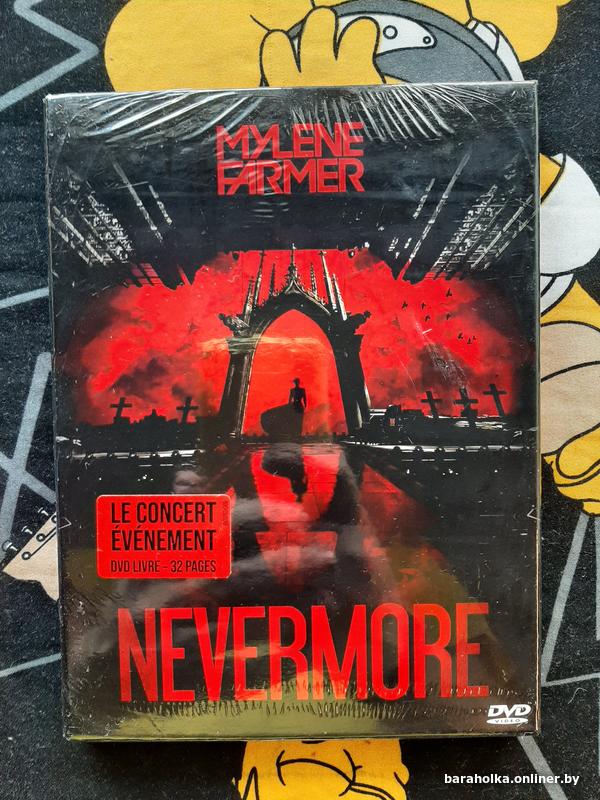 MYLENE
FARMER
LE CONCERT
ÉVÉNEMENT
DVD LIVRE - 32 PAGES
NEVERMORE
DVD
VIDEO
baraholka.onliner.by